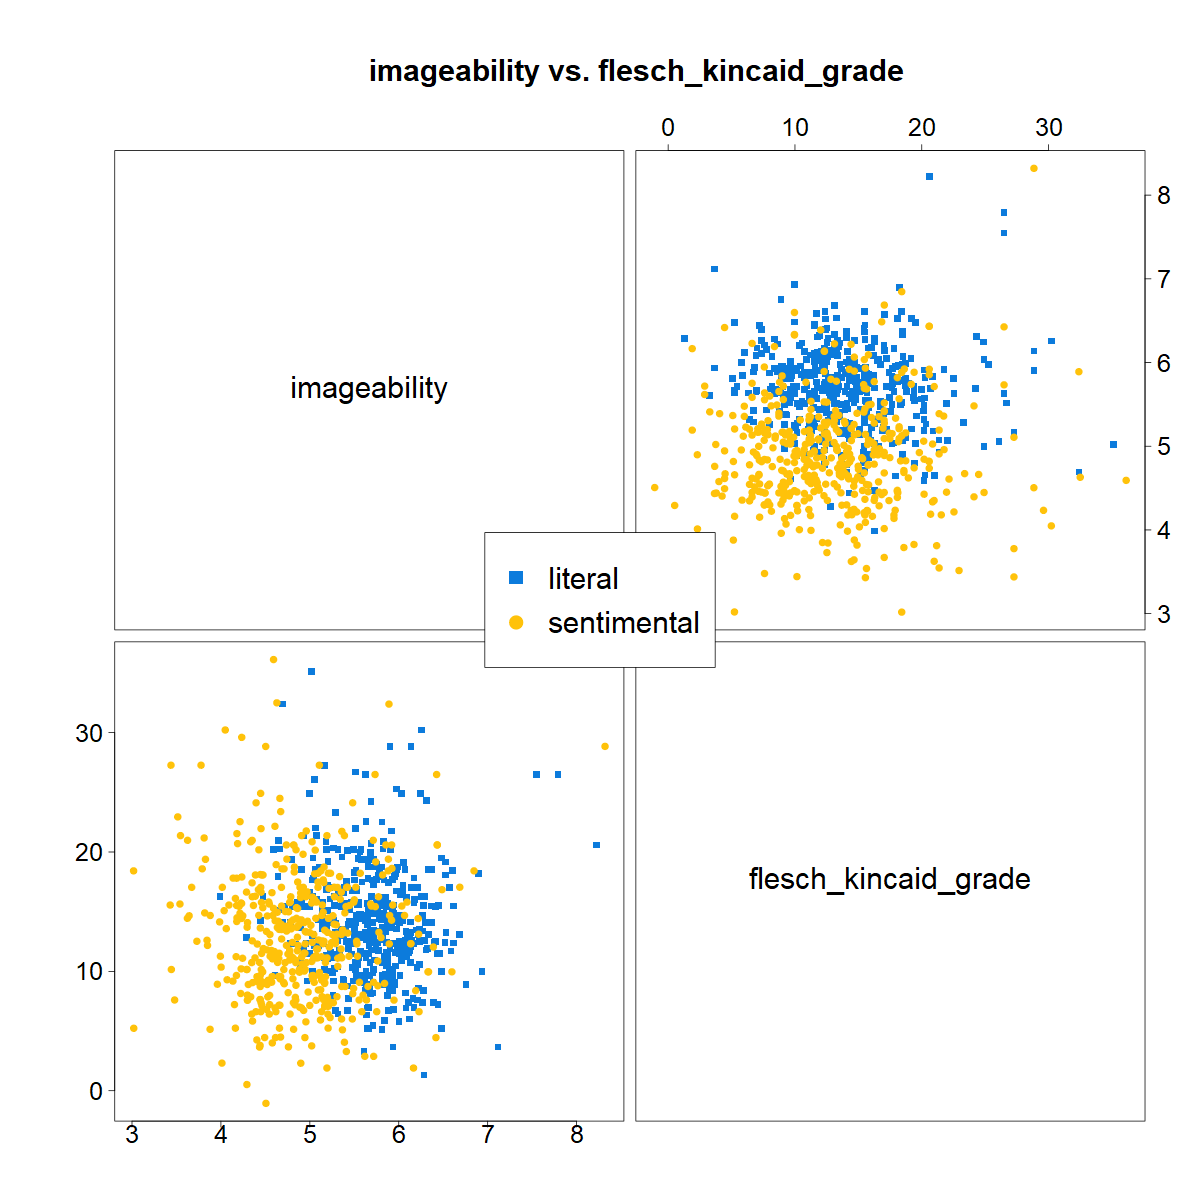 imageability vs. flesch_kincaid_grade
0 10 20 30
imageability
8
7
6
5
4
3
literal
sentimental
30
20
10
0
flesch_kincaid_grade
3 4 5 6 7 8